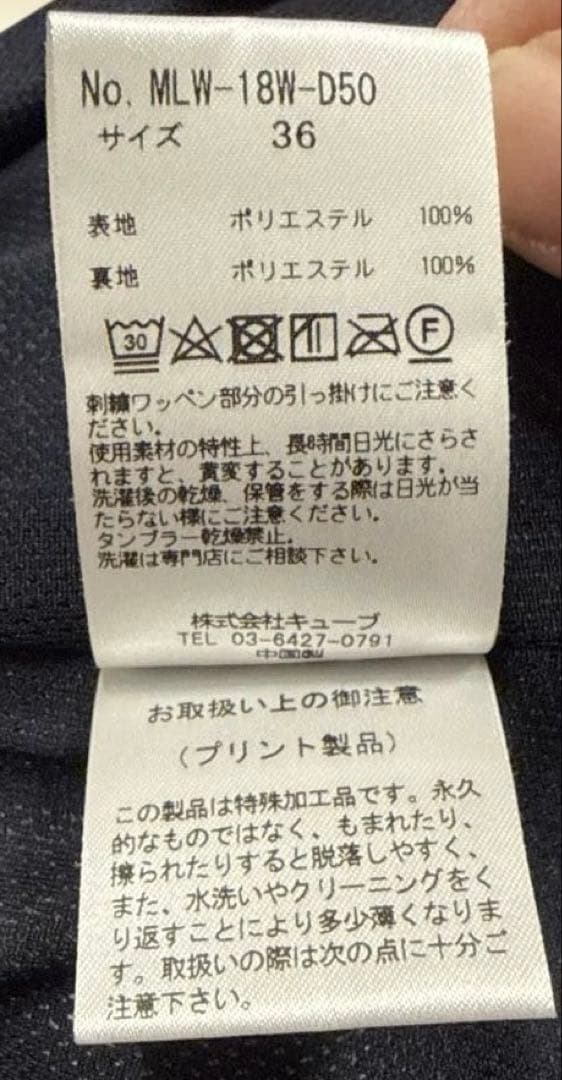 No. MLW-18W-D50
サイズ 36
表地 ポリエステル 100%
裏地 ポリエステル 100%
30 F
刺繍ワッペン部分の引っ掛けにご注意く
ださい。
使用素材の特性上、長時間日光にさらさ
れますと、黄変することがあります。
洗濯後の乾燥、保管をする際は日光が当
たらない様にご注意ください。
タンブラー乾燥禁止。
洗濯は専門店にご相談下さい。
株式会社キューブ
TEL 03-6427-0791
中国製
お取扱い上の御注意
(プリント製品)
この製品は特殊加工品です。永久
的なものではなく、もまれたり、
擦られたりすると脱落しやすく、
また、水洗いやクリーニングをく
り返すことにより多少薄くなりま
す。取扱いの際は次の点に十分ご
注意下さい。